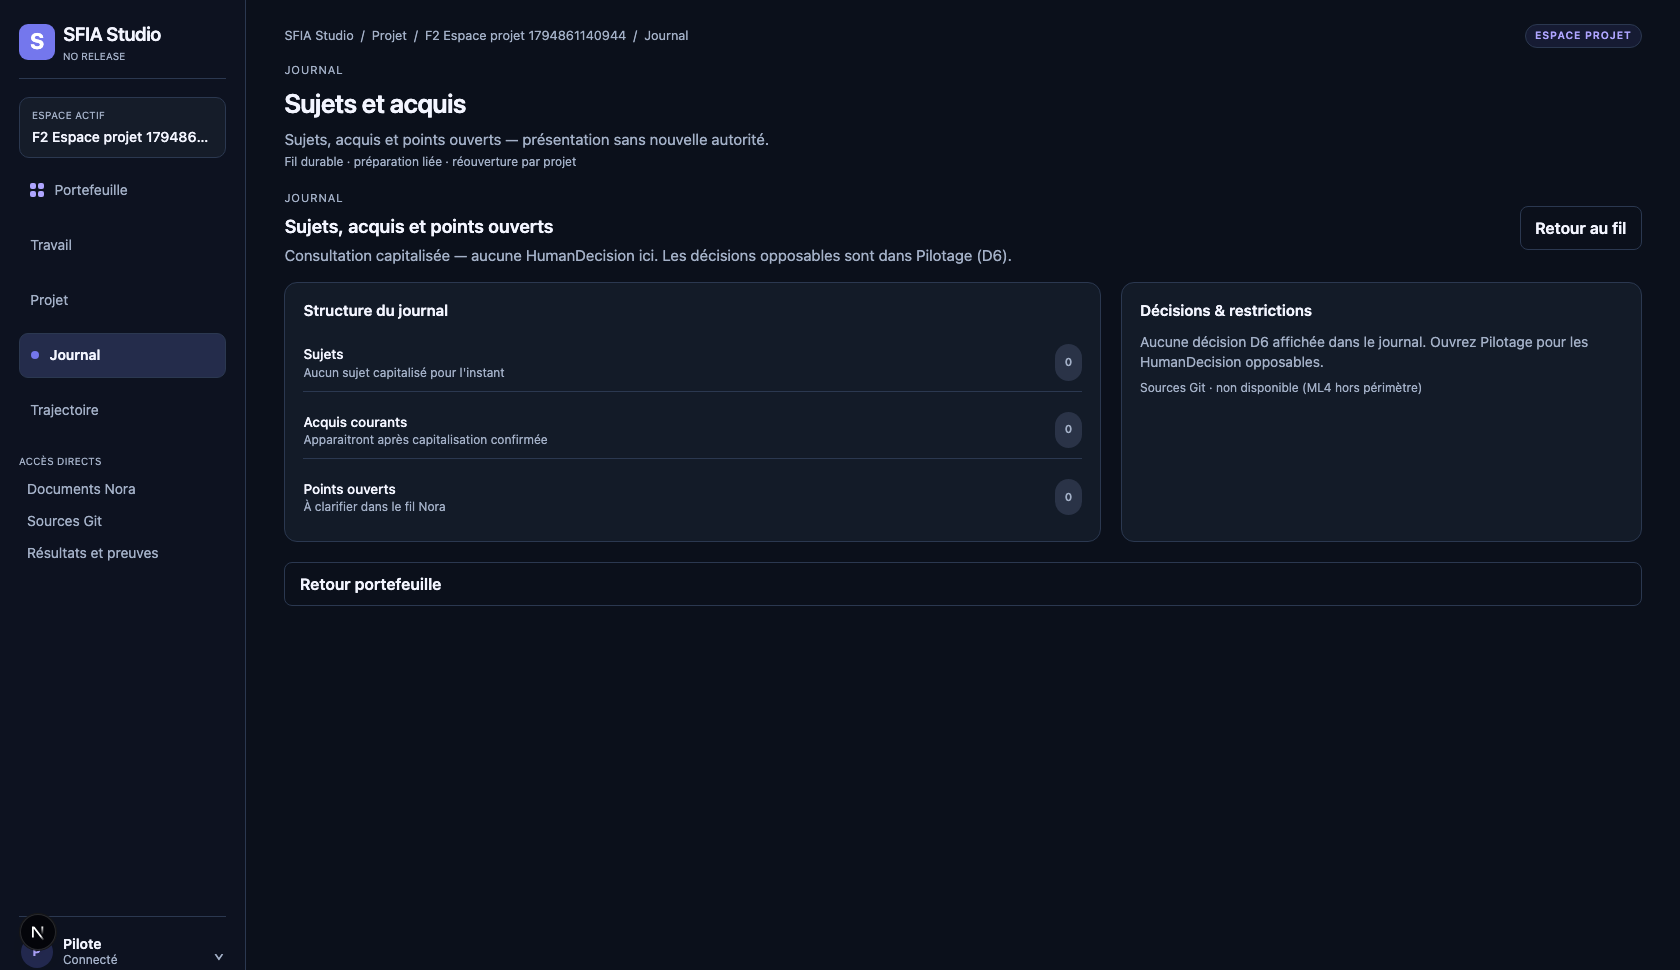 S
SFIA Studio
NO RELEASE
ESPACE ACTIF
F2 Espace projet 179486...
Portefeuille
Travail
Projet
Journal
Trajectoire
ACCÈS DIRECTS
Documents Nora
Sources Git
Résultats et preuves
N
P
Pilote
Connecté
SFIA Studio / Projet / F2 Espace projet 1794861140944 / Journal
ESPACE PROJET
JOURNAL
Sujets et acquis
Sujets, acquis et points ouverts — présentation sans nouvelle autorité.
Fil durable · préparation liée · réouverture par projet
JOURNAL
Sujets, acquis et points ouverts
Consultation capitalisée — aucune HumanDecision ici. Les décisions opposables sont dans Pilotage (D6).
Retour au fil
Structure du journal
Sujets
Aucun sujet capitalisé pour l'instant
0
Acquis courants
Apparaitront après capitalisation confirmée
0
Points ouverts
À clarifier dans le fil Nora
0
Décisions & restrictions
Aucune décision D6 affichée dans le journal. Ouvrez Pilotage pour les
HumanDecision opposables.
Sources Git · non disponible (ML4 hors périmètre)
Retour portefeuille